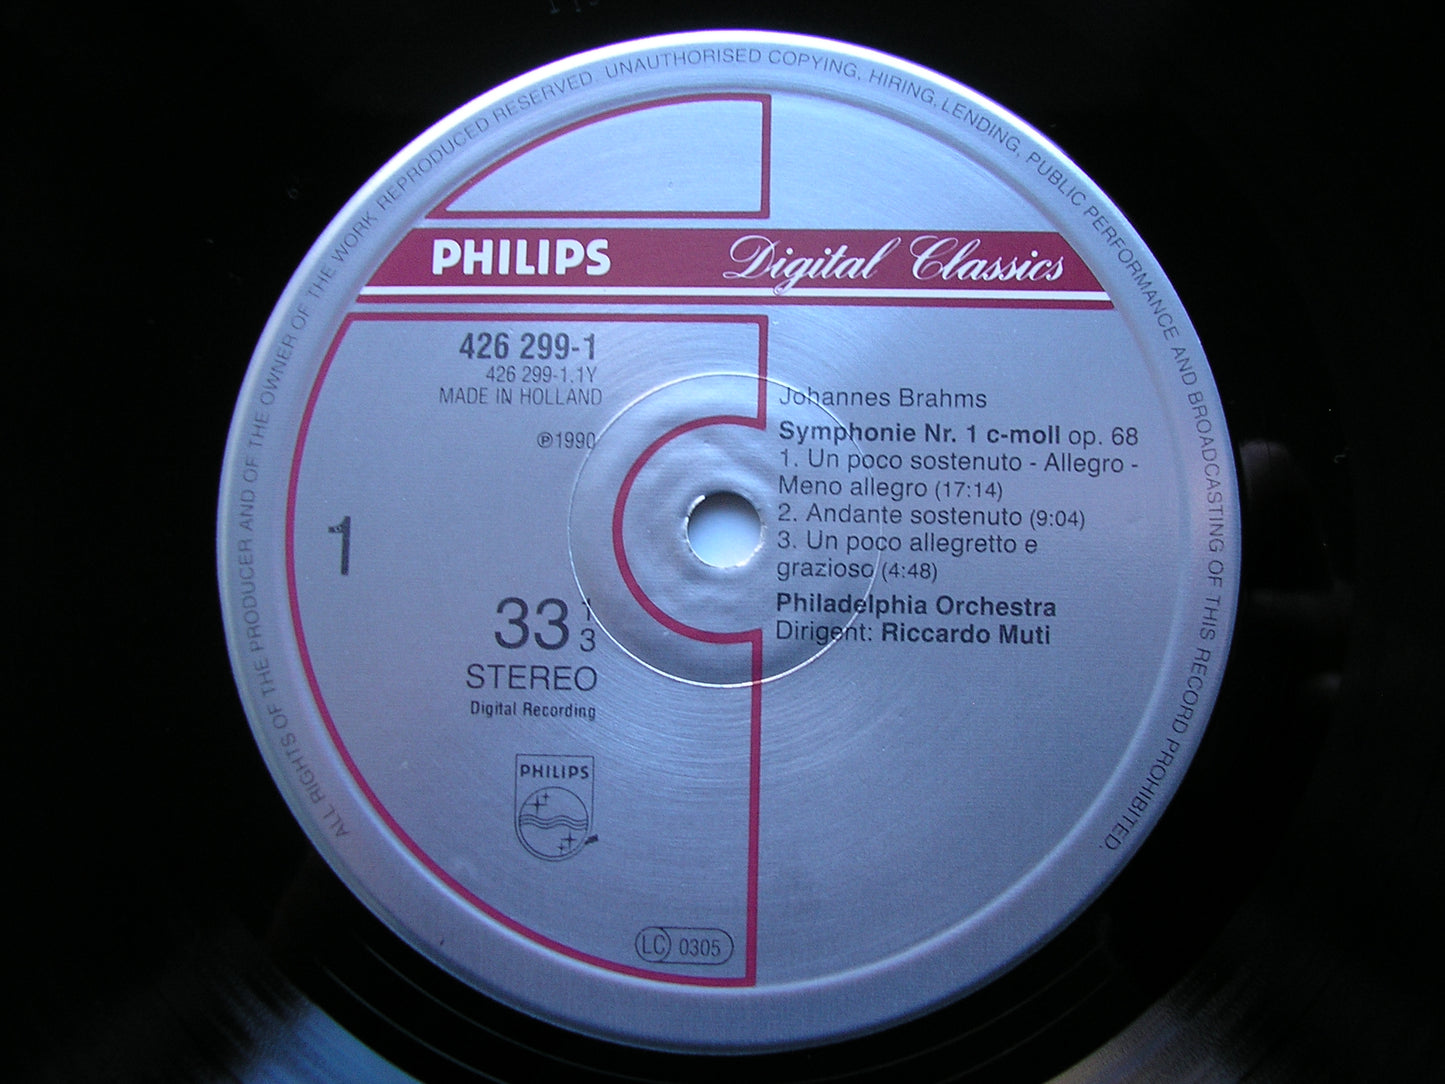 ALL RIGHTS OF THE PRODUCER AND OF THE OWNER OF THE WORK REPRODUCED RESERVED. UNAUTHORISED COPYING, HIRING, LENDING, PUBLIC PERFORMANCE AND BROADCASTING OF THIS RECORD PROHIBITED.
PHILIPS Digital Classics
426 299-1
426 299-1.1Y
MADE IN HOLLAND
℗1990
1
33 1/3
STEREO
Digital Recording
PHILIPS
LC 0305
Johannes Brahms
Symphonie Nr. 1 c-moll op. 68
1. Un poco sostenuto - Allegro -
Meno allegro (17:14)
2. Andante sostenuto (9:04)
3. Un poco allegretto e
grazioso (4:48)
Philadelphia Orchestra
Dirigent: Riccardo Muti